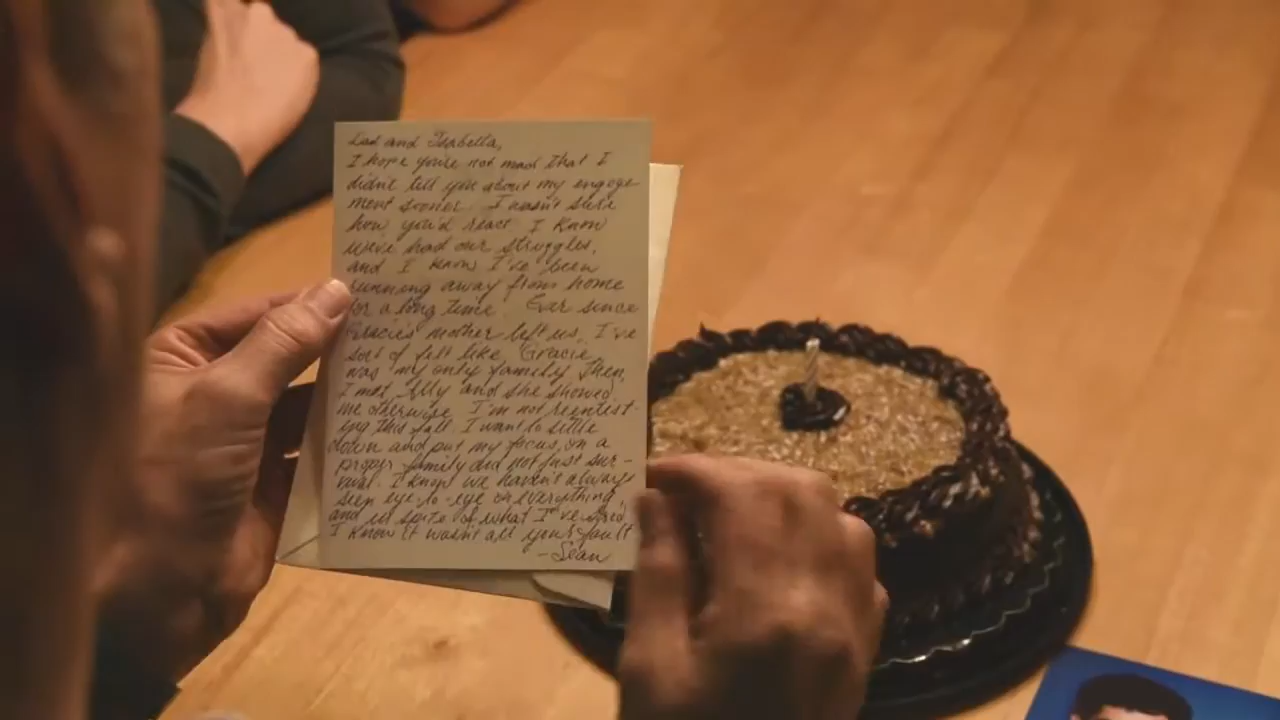 Dad and Isabella,
I hope you're not mad that I
didn't tell you about my engage-
ment sooner. I wasn't sure
how you'd react. I know
we've had our struggles,
and I know I've been
running away from home
for a long time. Ever since
Gracie's mother left us, I've
sort of felt like Gracie
was my only family. Then,
I met Ally and she showed
me otherwise. I'm not reenlist-
ing this fall. I want to settle
down and put my focus on a
proper family and not just sur-
vival. I know we haven't always
seen eye-to-eye on everything,
and in spite of what I've said,
I know it wasn't all your fault
-Sean